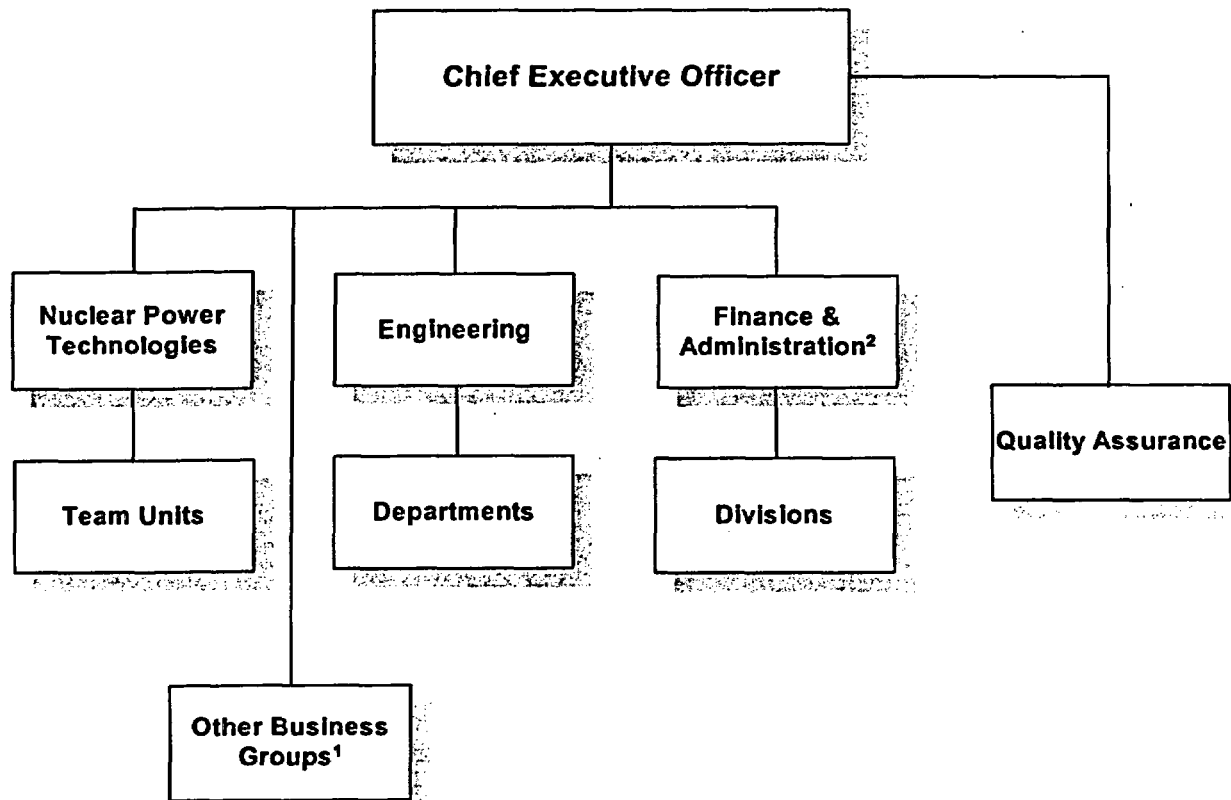 Chief Executive Officer
Nuclear Power
Technologies
Engineering
Finance &
Administration²
Quality Assurance
Team Units
Departments
Divisions
Other Business
Groups¹